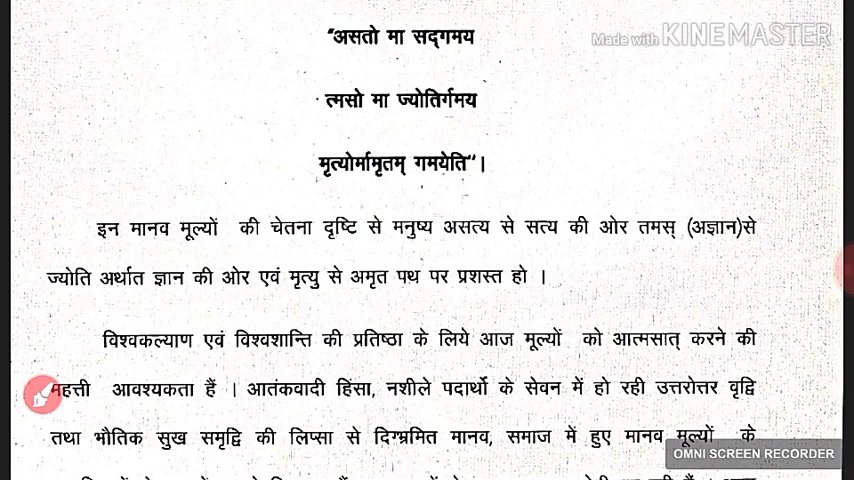 “असतो मा सद्गमय
त्मसो मा ज्योतिर्गमय
मृत्योर्मामृतम् गमयेति”।
इन मानव मूल्यों की चेतना दृष्टि से मनुष्य असत्य से सत्य की ओर तमस् (अज्ञान)से
ज्योति अर्थात ज्ञान की ओर एवं मृत्यु से अमृत पथ पर प्रशस्त हो ।
विश्वकल्याण एवं विश्वशान्ति की प्रतिष्ठा के लिये आज मूल्यों को आत्मसात् करने की
महत्ती आवश्यकता हैं । आतंकवादी हिंसा, नशीले पदार्थो के सेवन में हो रही उत्तरोत्तर वृद्वि
तथा भौतिक सुख समृद्वि की लिप्सा से दिग्भ्रमित मानव, समाज में हुए मानव मूल्यों के
Made with KINEMASTER
OMNI SCREEN RECORDER